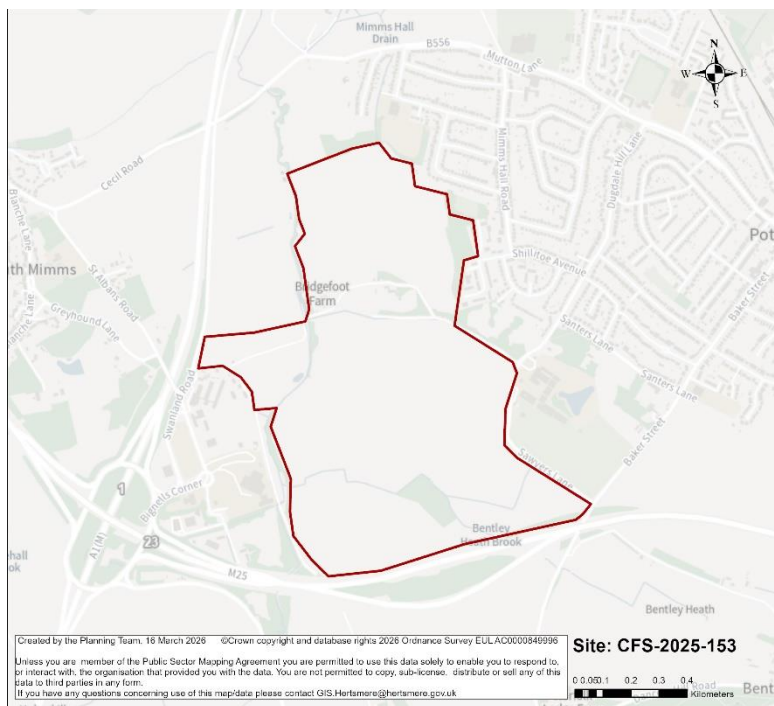 Mimms Hall
Drain
B556
Mutton Lane
N
W
E
S
Cecil Road
Mimms Hall Road
Dugdale Hill Lane
Blanche Lane
Pot
uth Mimms
St Albans Road
Shillitoe Avenue
Bridgefoot
Farm
Baker Street
Blanche Lane
Greyhound Lane
Santers Lane
Swanland Road
Santers Lane
Baker Street
Sawyers Lane
1
Bignells Corner
A1(M)
23
Bentley
Heath Brook
M25
Bentley Heath
Created by the Planning Team. 16 March 2026 ©Crown copyright and database rights 2026 Ordnance Survey EUL AC0000849996
Site: CFS-2025-153
Unless you are member of the Public Sector Mapping Agreement you are permitted to use this data solely to enable you to respond to,
or interact with, the organisation that provided you with the data. You are not permitted to copy, sub-license, distribute or sell any of this
data to third parties in any form.
If you have any questions concerning use of this map/data please contact GIS.Hertsmere@hertsmere.gov.uk
0 0.05 0.1 0.2 0.3 0.4
Kilometers
Road
Bent